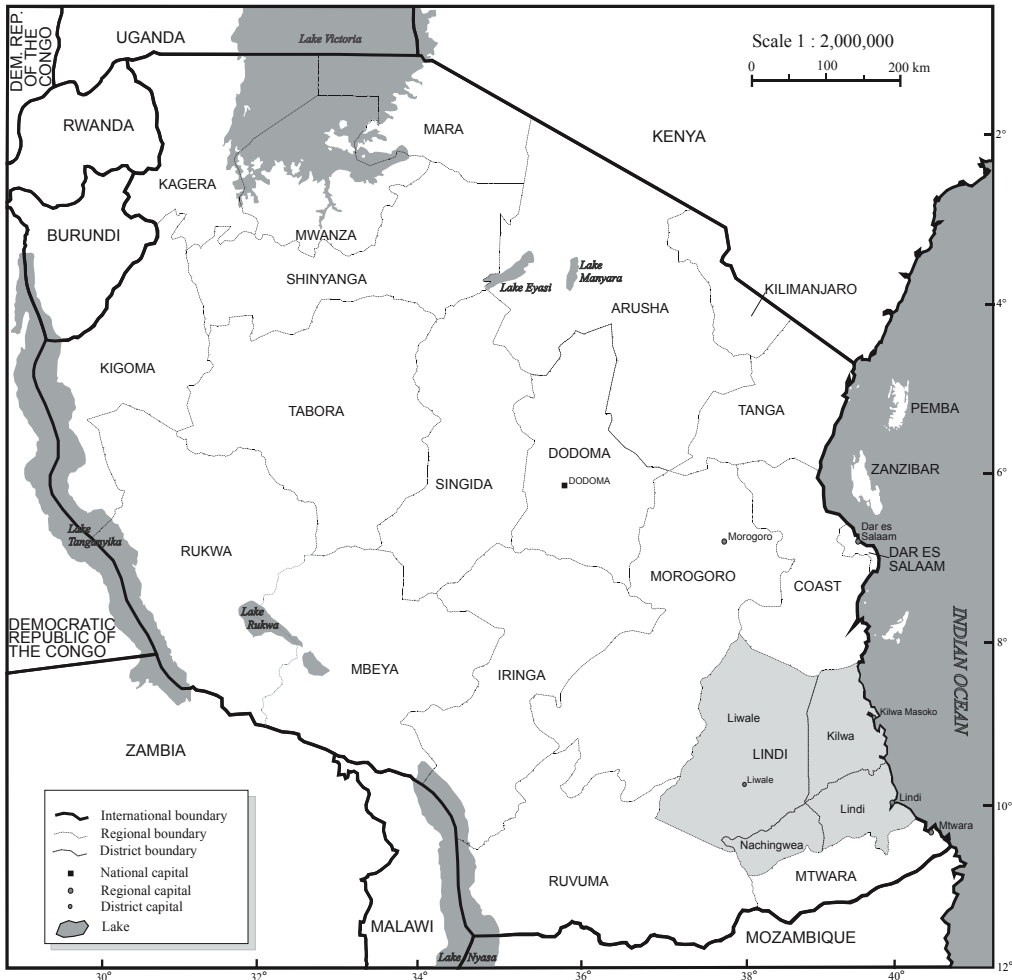 DEM. REP.
OF THE
CONGO
UGANDA
Lake Victoria
Scale 1 : 2,000,000
0 100 200 km
RWANDA
MARA
KENYA
2°
KAGERA
BURUNDI
MWANZA
SHINYANGA
Lake Eyasi
Lake
Manyara
ARUSHA
KILIMANJARO
4°
KIGOMA
TABORA
TANGA
PEMBA
DODOMA
DODOMA
SINGIDA
ZANZIBAR
6°
Lake
Tanganyika
RUKWA
Morogoro
MOROGORO
Dar es
Salaam
DAR ES
SALAAM
COAST
Lake
Rukwa
DEMOCRATIC
REPUBLIC OF
THE CONGO
8°
MBEYA
IRINGA
INDIAN OCEAN
ZAMBIA
Liwale
Kilwa Masoko
Kilwa
LINDI
Liwale
Lindi
Lindi
10°
Mtwara
Nachingwea
MTWARA
RUVUMA
International boundary
Regional boundary
District boundary
National capital
Regional capital
District capital
Lake
MALAWI
Lake Nyasa
MOZAMBIQUE
12°
30° 32° 34° 36° 38° 40°